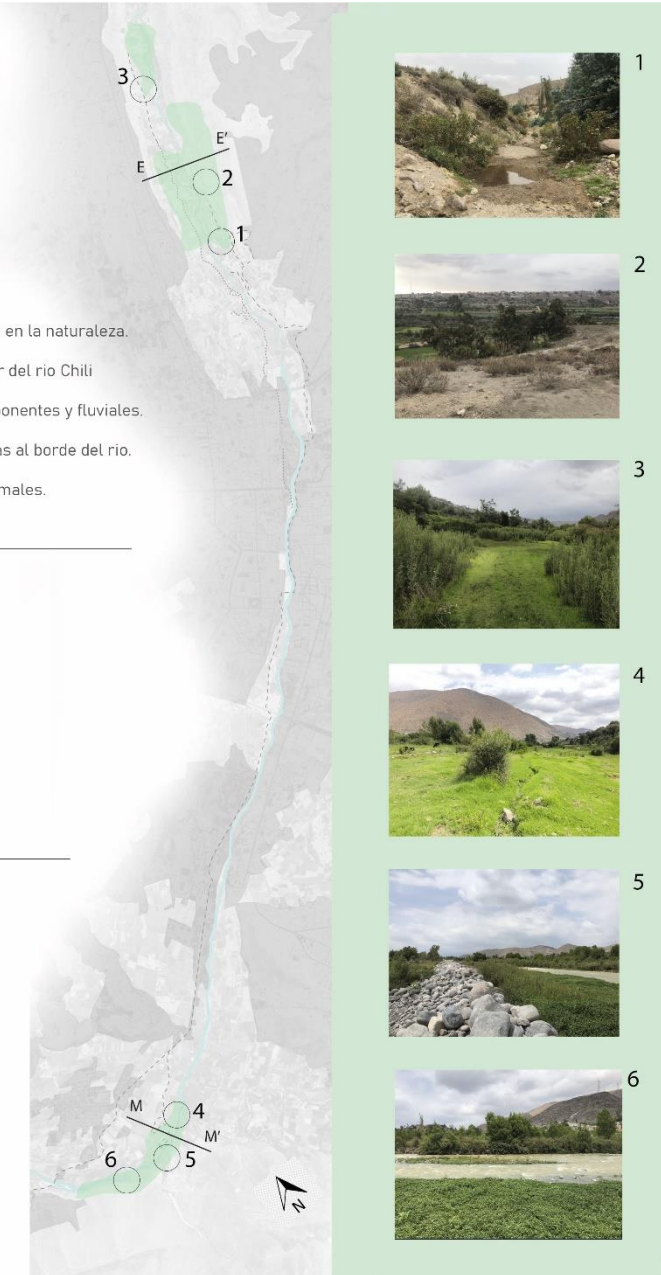 3
E
E'
2
1
en la naturaleza.
del rio Chili
ponentes y fluviales.
al borde del rio.
males.
M
4
M'
5
6
N
1
2
3
4
5
6